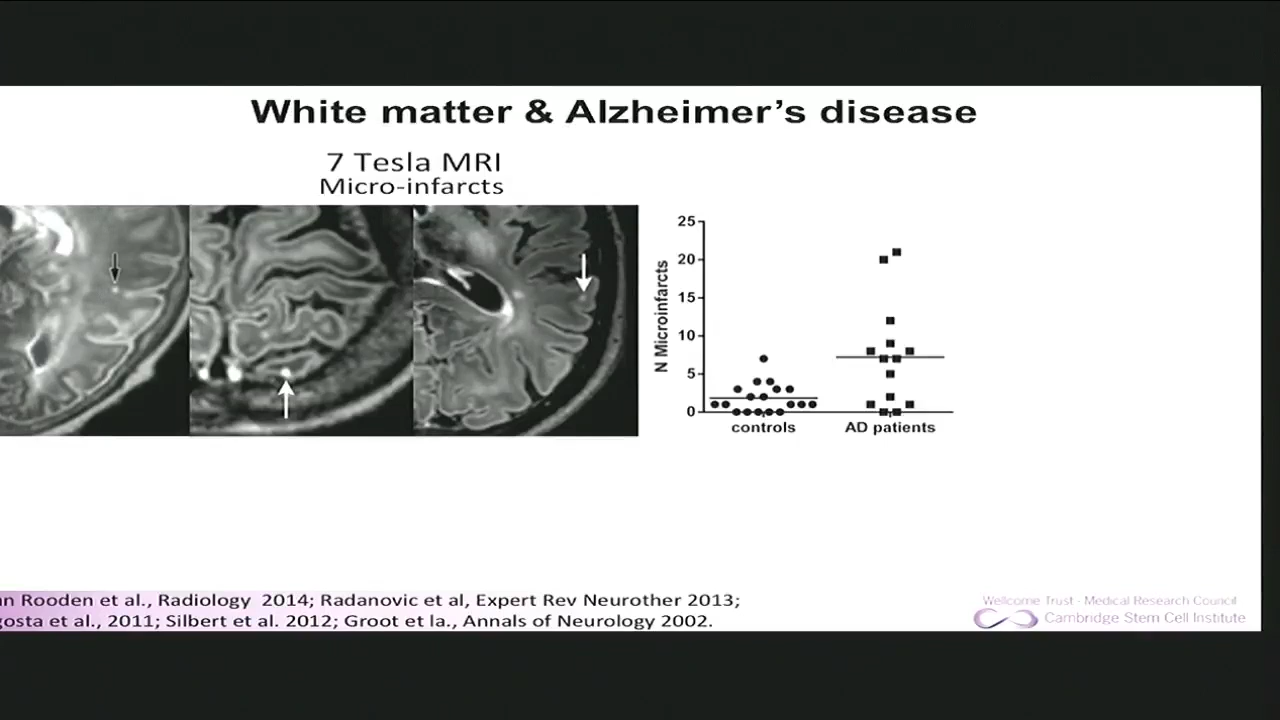 White matter & Alzheimer's disease
7 Tesla MRI
Micro-infarcts
25
20
15
10
5
0
N Microinfarcts
controls
AD patients
an Rooden et al., Radiology 2014; Radanovic et al, Expert Rev Neurother 2013;
gosta et al., 2011; Silbert et al. 2012; Groot et la., Annals of Neurology 2002.
Wellcome Trust - Medical Research Council
Cambridge Stem Cell Institute